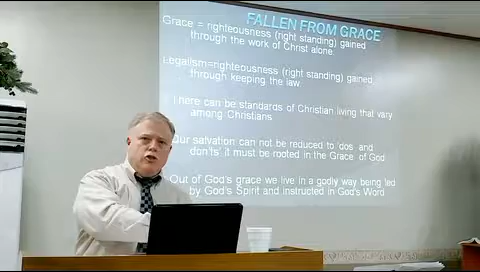 FALLEN FROM GRACE
Grace = righteousness (right standing) gained
through the work of Christ alone
Legalism=righteousness (right standing) gained
through keeping the law
There can be standards of Christian living that vary
among Christians
Our salvation can not be reduced to 'dos and
don'ts' it must be rooted in the Grace of God
Out of God's grace we live in a godly way being led
by God's Spirit and instructed in God's Word